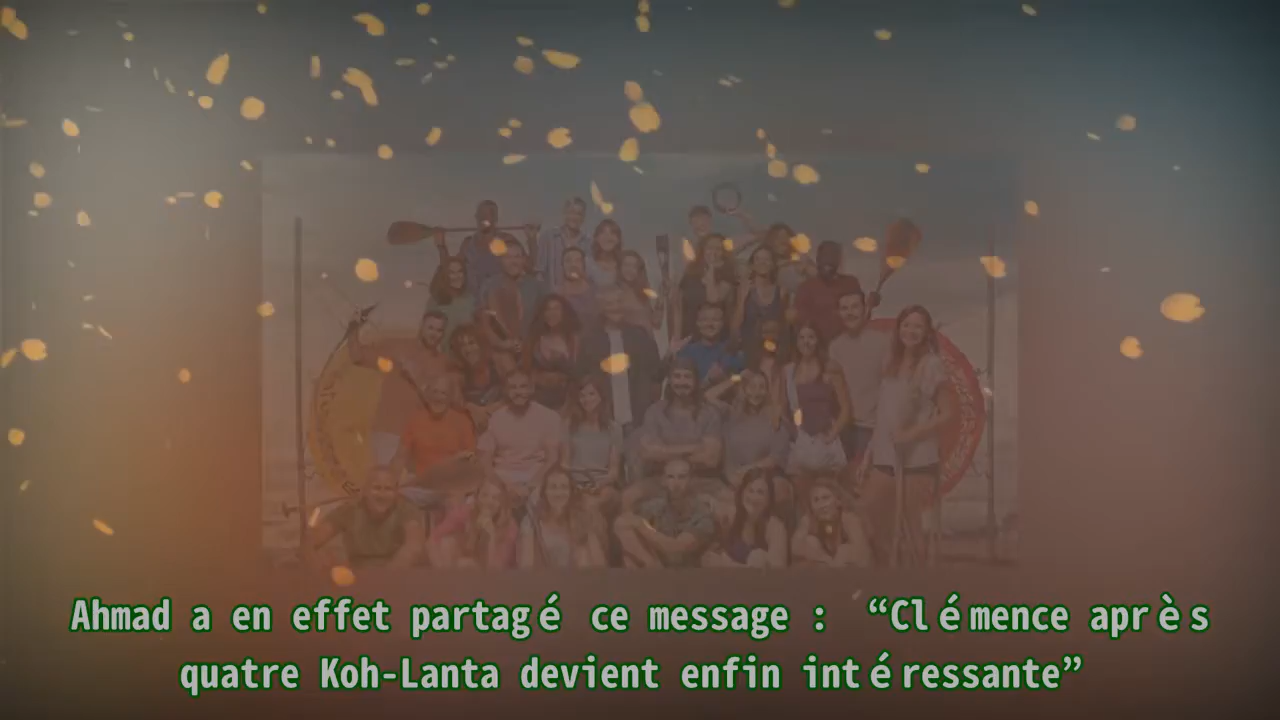 Ahmad a en effet partagé ce message : “Clémence après
quatre Koh-Lanta devient enfin intéressante”